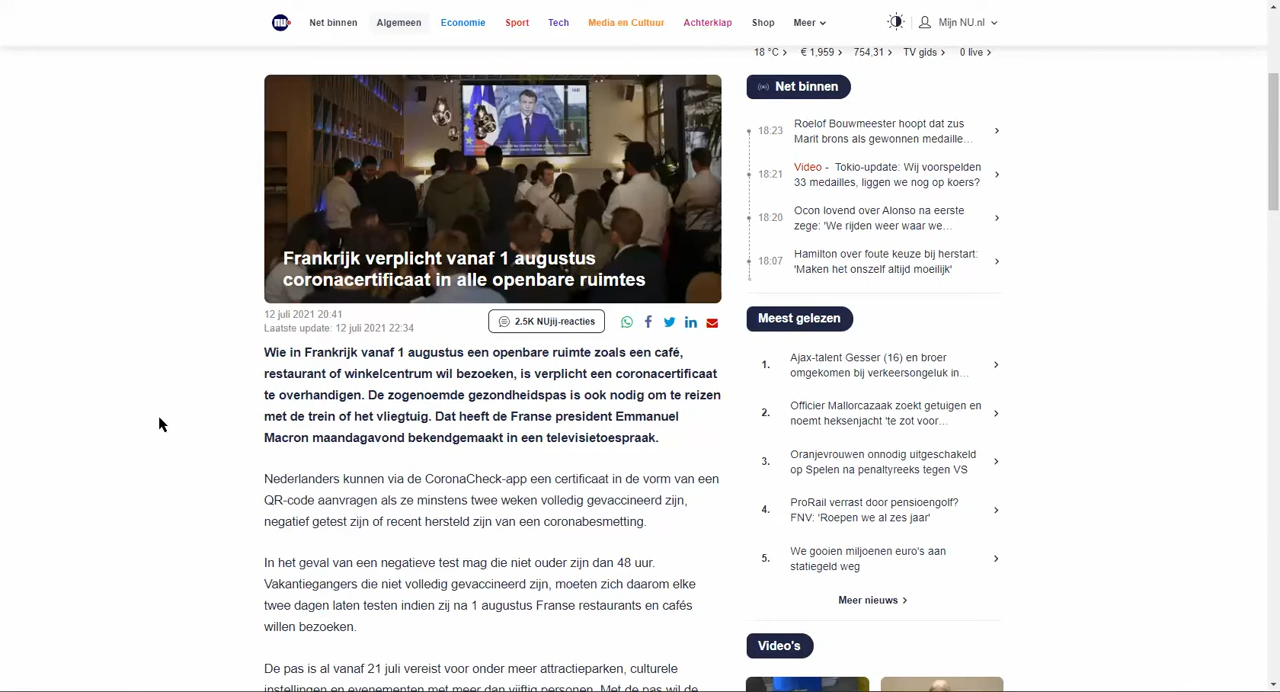 NU
Net binnen
Algemeen
Economie
Sport
Tech
Media en Cultuur
Achterklap
Shop
Meer
Mijn NU.nl
18 °C
€ 1,959
754,31
TV gids
0 live
Frankrijk verplicht vanaf 1 augustus
coronacertificaat in alle openbare ruimtes
12 juli 2021 20:41
Laatste update: 12 juli 2021 22:34
2.5K NUjij-reacties
Wie in Frankrijk vanaf 1 augustus een openbare ruimte zoals een café,
restaurant of winkelcentrum wil bezoeken, is verplicht een coronacertificaat
te overhandigen. De zogenoemde gezondheidspas is ook nodig om te reizen
met de trein of het vliegtuig. Dat heeft de Franse president Emmanuel
Macron maandagavond bekendgemaakt in een televisietoespraak.
Nederlanders kunnen via de CoronaCheck-app een certificaat in de vorm van een
QR-code aanvragen als ze minstens twee weken volledig gevaccineerd zijn,
negatief getest zijn of recent hersteld zijn van een coronabesmetting.
In het geval van een negatieve test mag die niet ouder zijn dan 48 uur.
Vakantiegangers die niet volledig gevaccineerd zijn, moeten zich daarom elke
twee dagen laten testen indien zij na 1 augustus Franse restaurants en cafés
willen bezoeken.
De pas is al vanaf 21 juli vereist voor onder meer attractieparken, culturele
instellingen en evenementen met meer dan vijftig personen. Met de pas wil de
Net binnen
18:23
Roelof Bouwmeester hoopt dat zus
Marit brons als gewonnen medaille...
18:21
Video - Tokio-update: Wij voorspelden
33 medailles, liggen we nog op koers?
18:20
Ocon lovend over Alonso na eerste
zege: 'We rijden weer waar we...
18:07
Hamilton over foute keuze bij herstart:
'Maken het onszelf altijd moeilijk'
Meest gelezen
1.
Ajax-talent Gesser (16) en broer
omgekomen bij verkeersongeluk in...
2.
Officier Mallorcazaak zoekt getuigen en
noemt heksenjacht 'te zot voor...
3.
Oranjevrouwen onnodig uitgeschakeld
op Spelen na penaltyreeks tegen VS
4.
ProRail verrast door pensioengolf?
FNV: 'Roepen we al zes jaar'
5.
We gooien miljoenen euro's aan
statiegeld weg
Meer nieuws
Video's